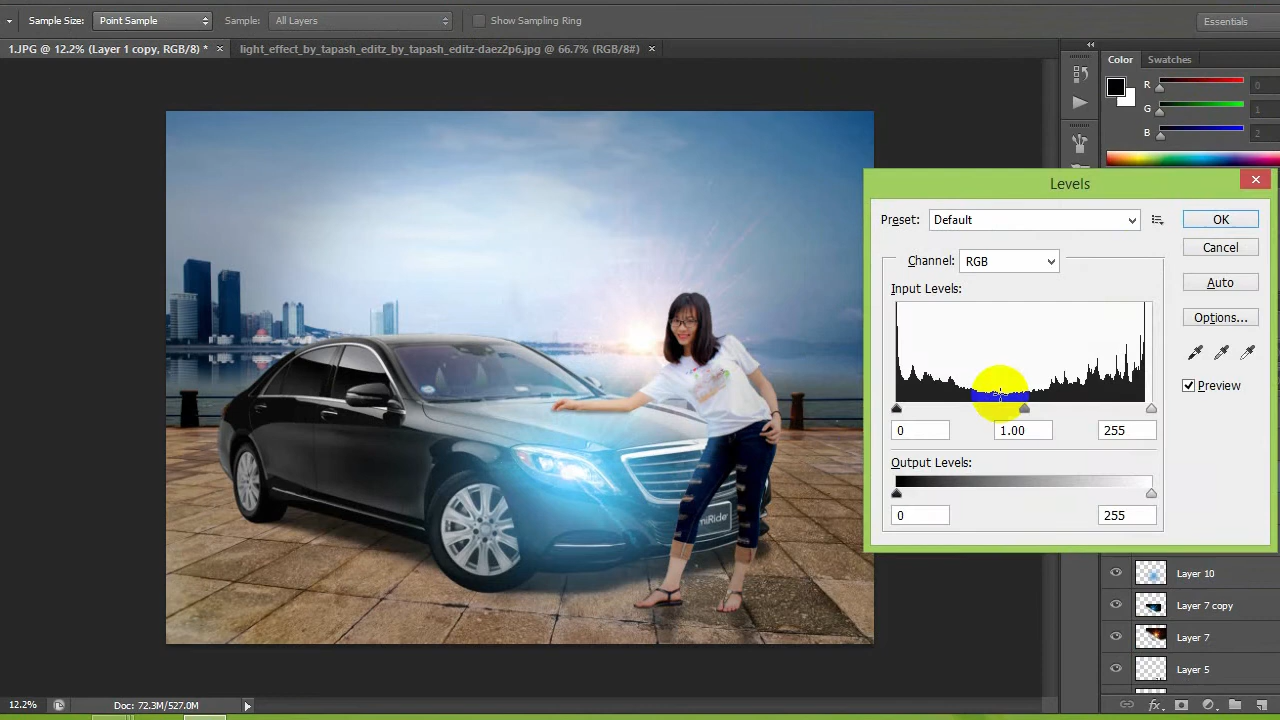 Sample Size: Point Sample Sample: All Layers Show Sampling Ring Essentials
1.JPG @ 12.2% (Layer 1 copy, RGB/8) * × light_effect_by_tapash_editz_by_tapash_editz-daez2p6.jpg @ 66.7% (RGB/8#) ×
Color Swatches
R 0
G 1
B 2
Levels
Preset: Default
OK
Channel: RGB
Cancel
Input Levels:
Auto
Options...
Preview
0 1.00 255
Output Levels:
0 255
Layer 10
Layer 7 copy
Layer 7
Layer 5
fx
12.2% Doc: 72.3M/527.0M